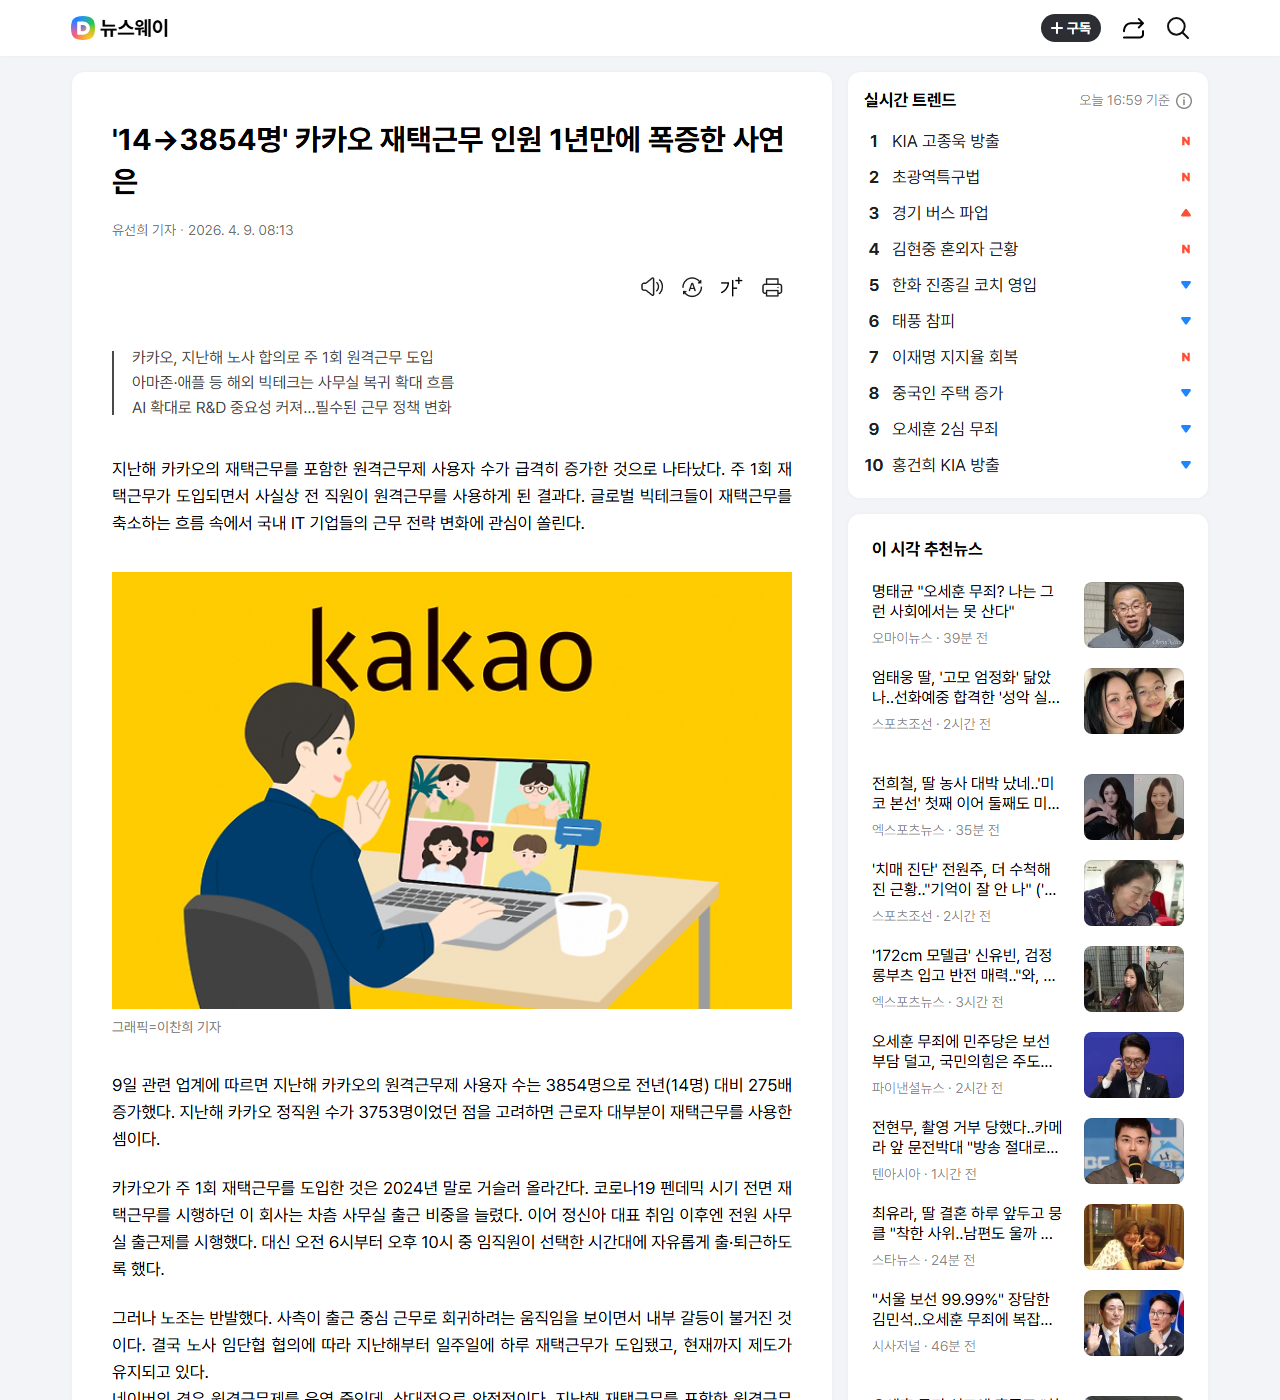 뉴스웨이
구독
'14→3854명' 카카오 재택근무 인원 1년만에 폭증한 사연
은
유선희 기자 · 2026. 4. 9. 08:13
가+
카카오, 지난해 노사 합의로 주 1회 원격근무 도입
아마존·애플 등 해외 빅테크는 사무실 복귀 확대 흐름
AI 확대로 R&D 중요성 커져…필수된 근무 정책 변화
지난해 카카오의 재택근무를 포함한 원격근무제 사용자 수가 급격히 증가한 것으로 나타났다. 주 1회 재
택근무가 도입되면서 사실상 전 직원이 원격근무를 사용하게 된 결과다. 글로벌 빅테크들이 재택근무를
축소하는 흐름 속에서 국내 IT 기업들의 근무 전략 변화에 관심이 쏠린다.
kakao
그래픽=이찬희 기자
9일 관련 업계에 따르면 지난해 카카오의 원격근무제 사용자 수는 3854명으로 전년(14명) 대비 275배
증가했다. 지난해 카카오 정직원 수가 3753명이었던 점을 고려하면 근로자 대부분이 재택근무를 사용한
셈이다.
카카오가 주 1회 재택근무를 도입한 것은 2024년 말로 거슬러 올라간다. 코로나19 펜데믹 시기 전면 재
택근무를 시행하던 이 회사는 차츰 사무실 출근 비중을 늘렸다. 이어 정신아 대표 취임 이후엔 전원 사무
실 출근제를 시행했다. 대신 오전 6시부터 오후 10시 중 임직원이 선택한 시간대에 자유롭게 출·퇴근하도
록 했다.
그러나 노조는 반발했다. 사측이 출근 중심 근무로 회귀하려는 움직임을 보이면서 내부 갈등이 불거진 것
이다. 결국 노사 임단협 협의에 따라 지난해부터 일주일에 하루 재택근무가 도입됐고, 현재까지 제도가
유지되고 있다.
네이버의 경우 원격근무제를 운영 중인데, 상대적으로 안정적이다. 지난해 재택근무를 포함한 원격근무
실시간 트렌드
오늘 16:59 기준
1 KIA 고종욱 방출 N
2 초광역특구법 N
3 경기 버스 파업
4 김현중 혼외자 근황 N
5 한화 진종길 코치 영입
6 태풍 참피
7 이재명 지지율 회복 N
8 중국인 주택 증가
9 오세훈 2심 무죄
10 홍건희 KIA 방출
이 시각 추천뉴스
명태균 "오세훈 무죄? 나는 그
런 사회에서는 못 산다"
오마이뉴스 · 39분 전
엄태웅 딸, '고모 엄정화' 닮았
나..선화예중 합격한 '성악 실…
스포츠조선 · 2시간 전
전희철, 딸 농사 대박 났네..'미
코 본선' 첫째 이어 둘째도 미…
엑스포츠뉴스 · 35분 전
'치매 진단' 전원주, 더 수척해
진 근황.."기억이 잘 안 나" ('…
스포츠조선 · 2시간 전
'172cm 모델급' 신유빈, 검정
롱부츠 입고 반전 매력.."와, …
엑스포츠뉴스 · 3시간 전
오세훈 무죄에 민주당은 보선
부담 덜고, 국민의힘은 주도…
파이낸셜뉴스 · 2시간 전
전현무, 촬영 거부 당했다..카메
라 앞 문전박대 "방송 절대로…
텐아시아 · 1시간 전
최유라, 딸 결혼 하루 앞두고 뭉
클 "착한 사위..남편도 울까 …
스타뉴스 · 24분 전
"서울 보선 99.99%" 장담한
김민석..오세훈 무죄에 복잡…
시사저널 · 46분 전